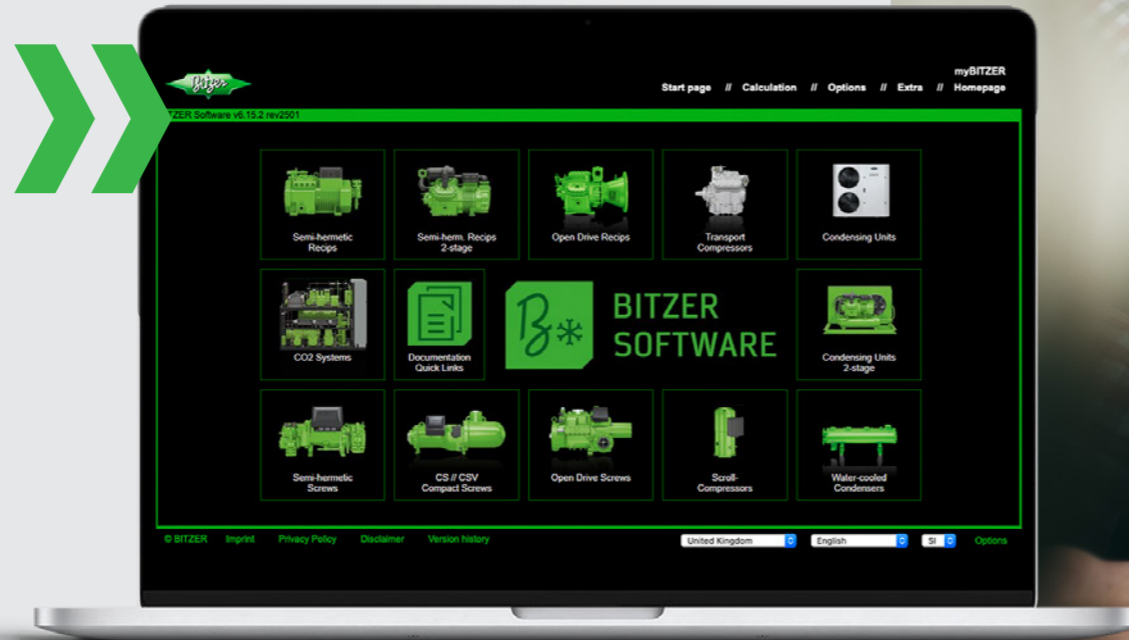 Bitzer
myBITZER
Start page // Calculation // Options // Extra // Homepage
TZER Software v6.15.2 rev2501
Semi-hermetic
Recips
Semi-herm. Recips
2-stage
Open Drive Recips
Transport
Compressors
Condensing Units
CO2 Systems
Documentation
Quick Links
B
BITZER
SOFTWARE
Condensing Units
2-stage
Semi-hermetic
Screws
CS // CSV
Compact Screws
Open Drive Screws
Scroll-
Compressors
Water-cooled
Condensers
© BITZER Imprint Privacy Policy Disclaimer Version history United Kingdom English SI Options